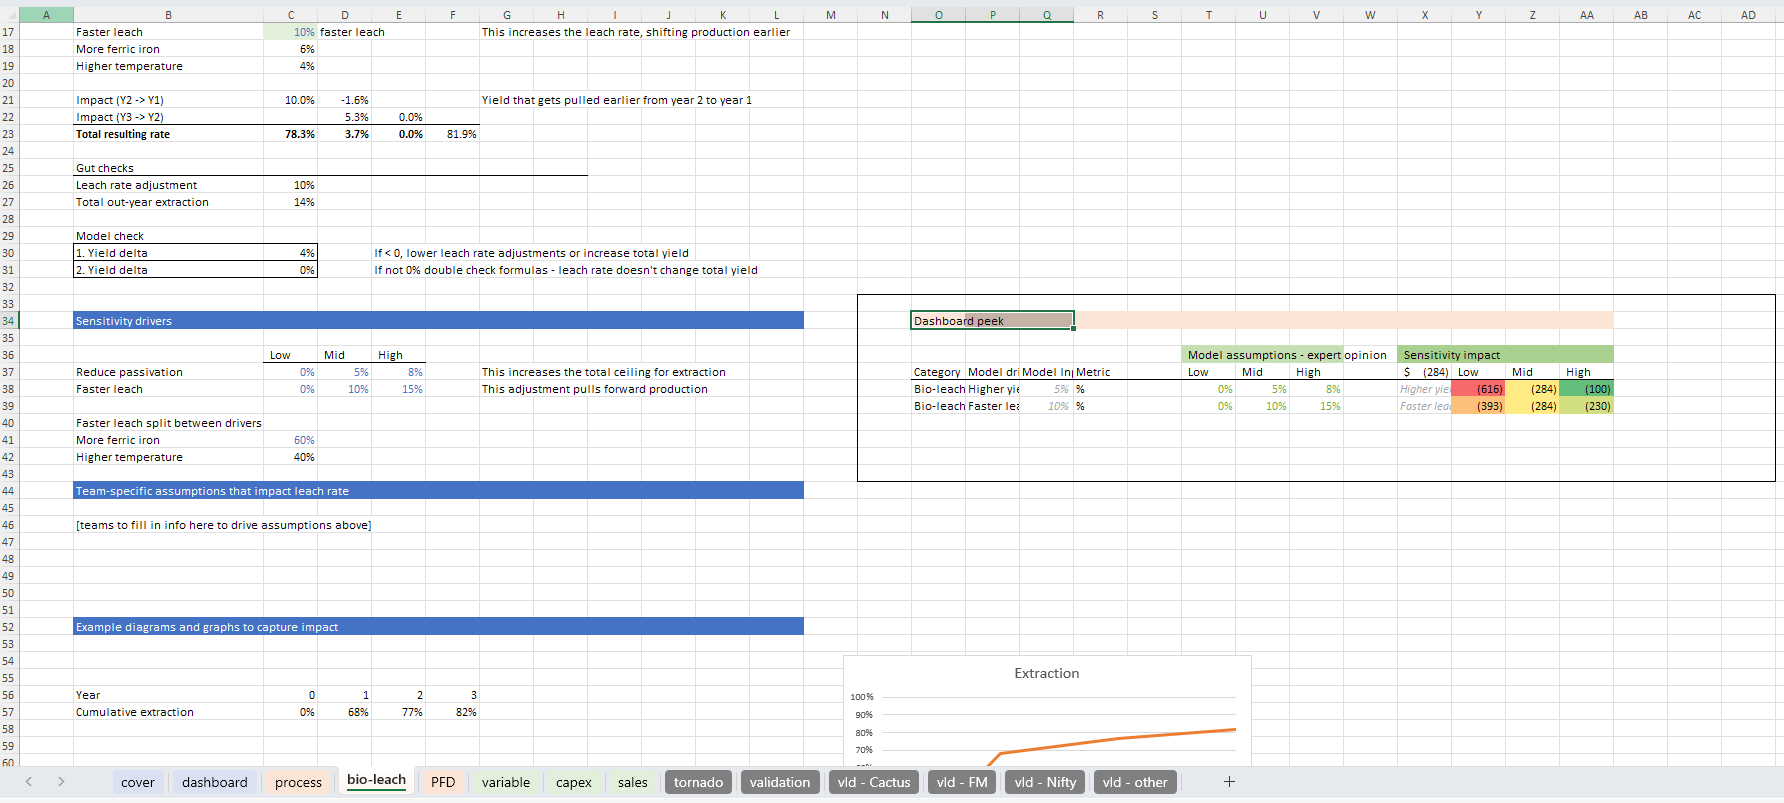 A B C D E F G H I J K L M N O P Q R S T U V W X Y Z AA AB AC AD
17 Faster leach 10% faster leach This increases the leach rate, shifting production earlier
18 More ferric iron 6%
19 Higher temperature 4%
20
21 Impact (Y2 -> Y1) 10.0% -1.6% Yield that gets pulled earlier from year 2 to year 1
22 Impact (Y3 -> Y2) 5.3% 0.0%
23 Total resulting rate 78.3% 3.7% 0.0% 81.9%
24
25 Gut checks
26 Leach rate adjustment 10%
27 Total out-year extraction 14%
28
29 Model check
30 1. Yield delta 4% If < 0, lower leach rate adjustments or increase total yield
31 2. Yield delta 0% If not 0% double check formulas - leach rate doesn't change total yield
32
33
34 Sensitivity drivers Dashboard peek
35
36 Low Mid High Model assumptions - expert opinion Sensitivity impact
37 Reduce passivation 0% 5% 8% This increases the total ceiling for extraction Category Model dri Model In Metric Low Mid High $ (284) Low Mid High
38 Faster leach 0% 10% 15% This adjustment pulls forward production Bio-leach Higher yie 5% % 0% 5% 8% Higher yie (616) (284) (100)
39 Bio-leach Faster lea 10% % 0% 10% 15% Faster lea (393) (284) (230)
40 Faster leach split between drivers
41 More ferric iron 60%
42 Higher temperature 40%
43
44 Team-specific assumptions that impact leach rate
45
46 [teams to fill in info here to drive assumptions above]
47
48
49
50
51
52 Example diagrams and graphs to capture impact
53
54
55 Extraction
56 Year 0 1 2 3 100%
57 Cumulative extraction 0% 68% 77% 82% 90%
58 80%
59 70%
60
cover dashboard process bio-leach PFD variable capex sales tornado validation vld - Cactus vld - FM vld - Nifty vld - other +